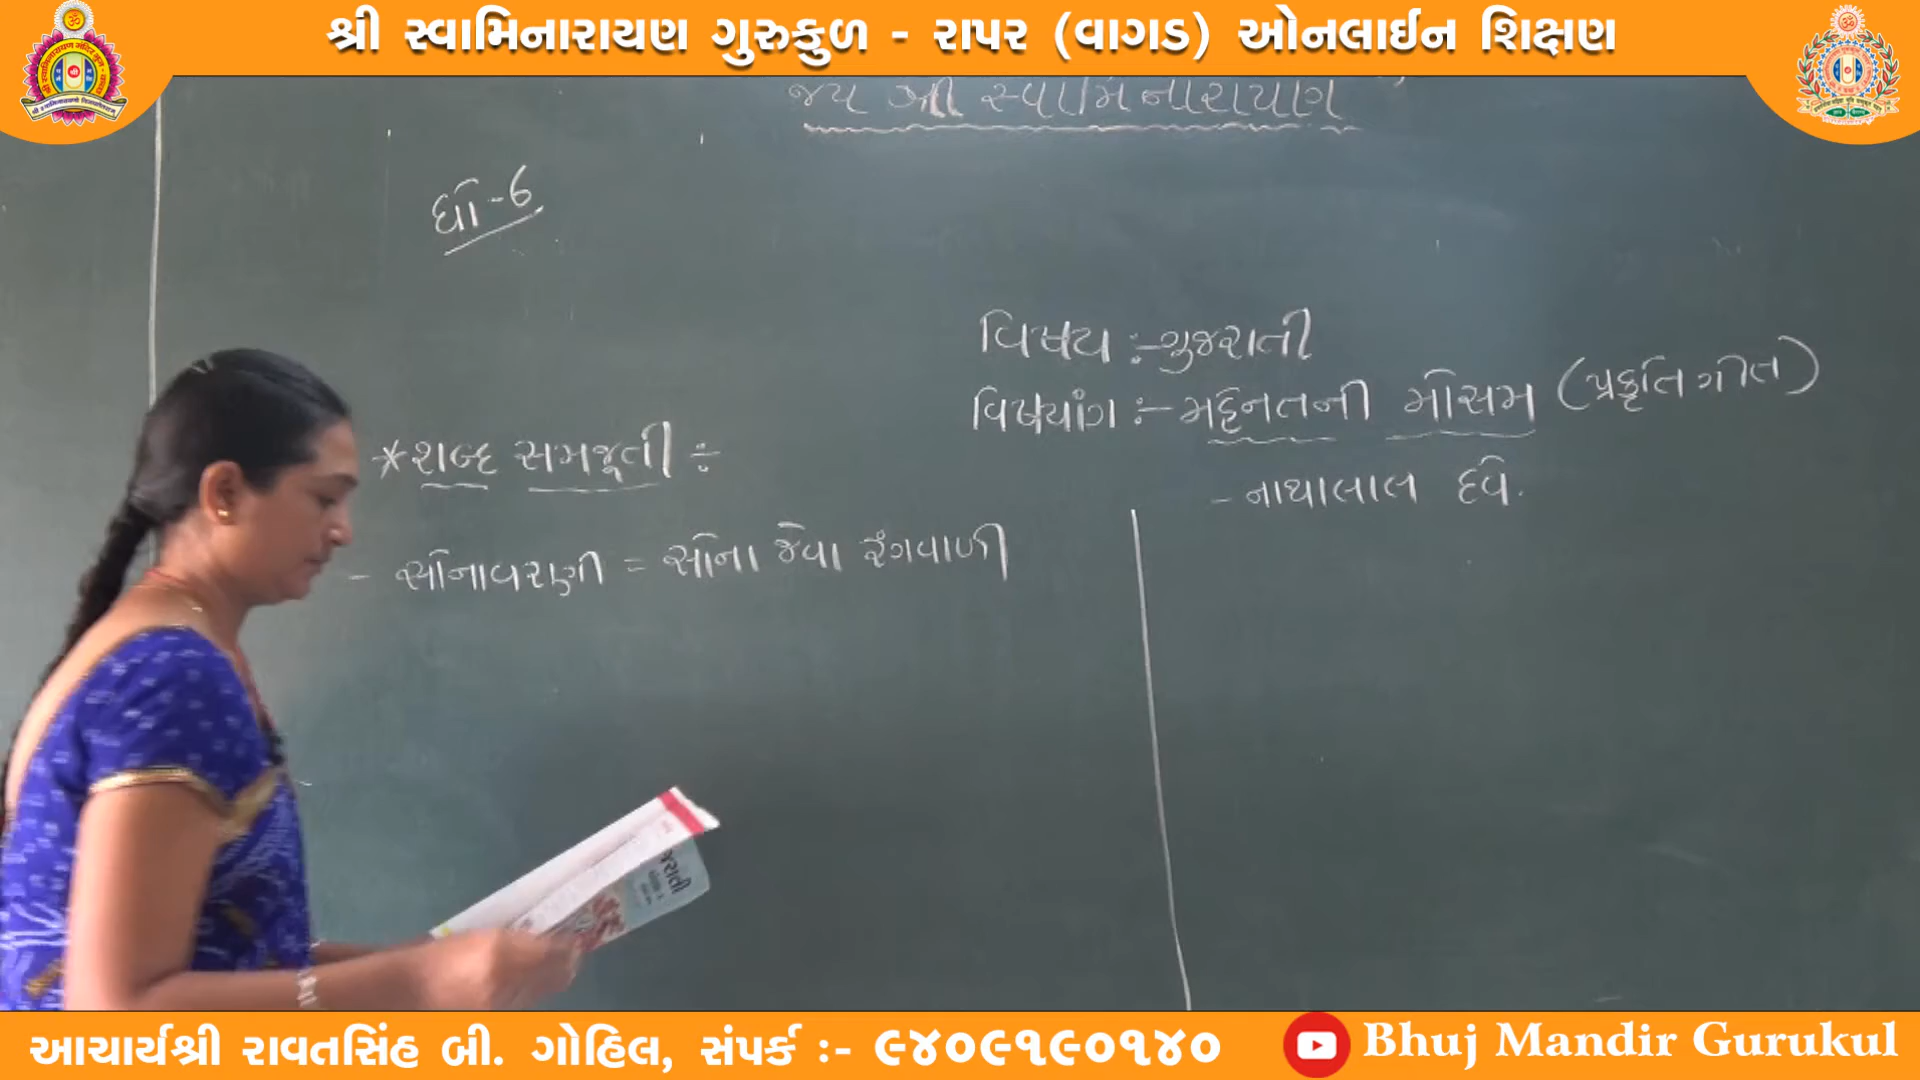 શ્રી સ્વામિનારાયણ ગુરુકુળ - રાપર (વાગડ) ઓનલાઈન શિક્ષણ
જય શ્રી સ્વામિનારાયણ
ધો-૬
વિષય :- ગુજરાતી
વિષયાંગ :- મહેનતની મોસમ (પ્રકૃતિ ગીત)
- નાથાલાલ દવે.
* શબ્દ સમજૂતી ÷
- સોનાવરણી = સોના જેવા રંગવાળી
આચાર્યશ્રી રાવતસિંહ બી. ગોહિલ, સંપર્ક :- ૯૪૦૯૧૯૦૧૪૦
Bhuj Mandir Gurukul